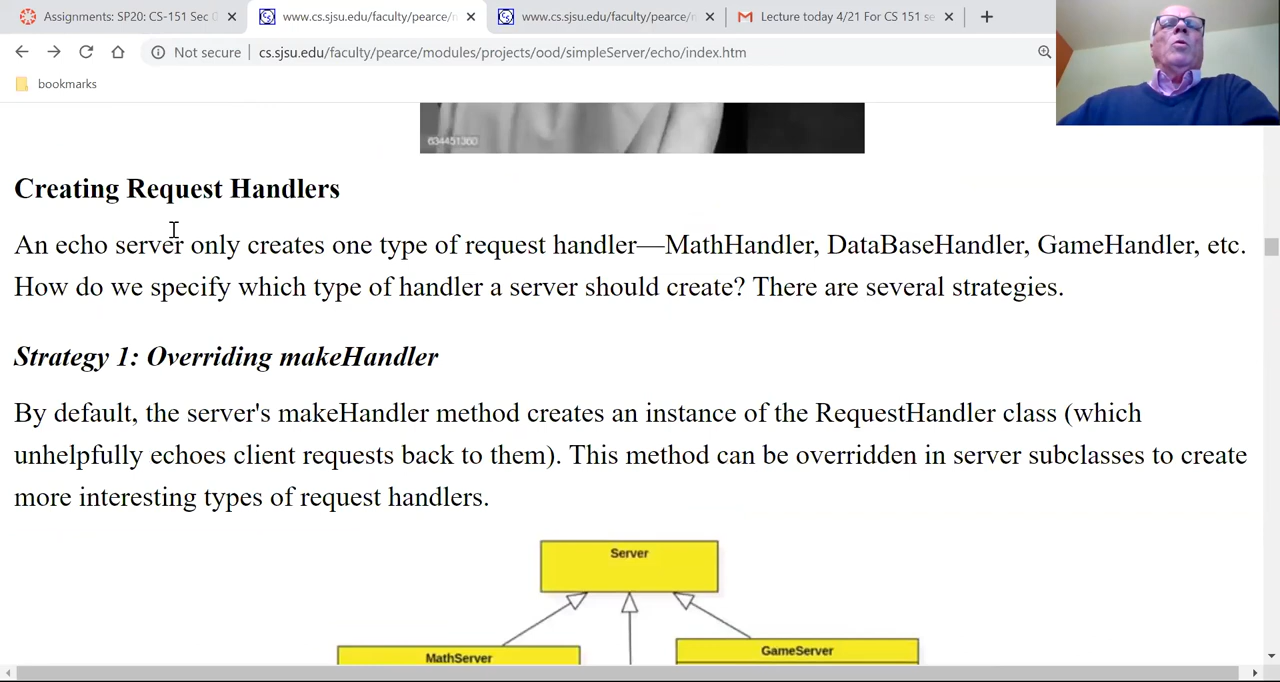 Assignments: SP20: CS-151 Sec
www.cs.sjsu.edu/faculty/pearce/
www.cs.sjsu.edu/faculty/pearce/
Lecture today 4/21 For CS 151 se
Not secure
cs.sjsu.edu/faculty/pearce/modules/projects/ood/simpleServer/echo/index.htm
bookmarks
634451360
Creating Request Handlers
An echo server only creates one type of request handler—MathHandler, DataBaseHandler, GameHandler, etc.
How do we specify which type of handler a server should create? There are several strategies.
Strategy 1: Overriding makeHandler
By default, the server's makeHandler method creates an instance of the RequestHandler class (which
unhelpfully echoes client requests back to them). This method can be overridden in server subclasses to create
more interesting types of request handlers.
Server
MathServer
GameServer